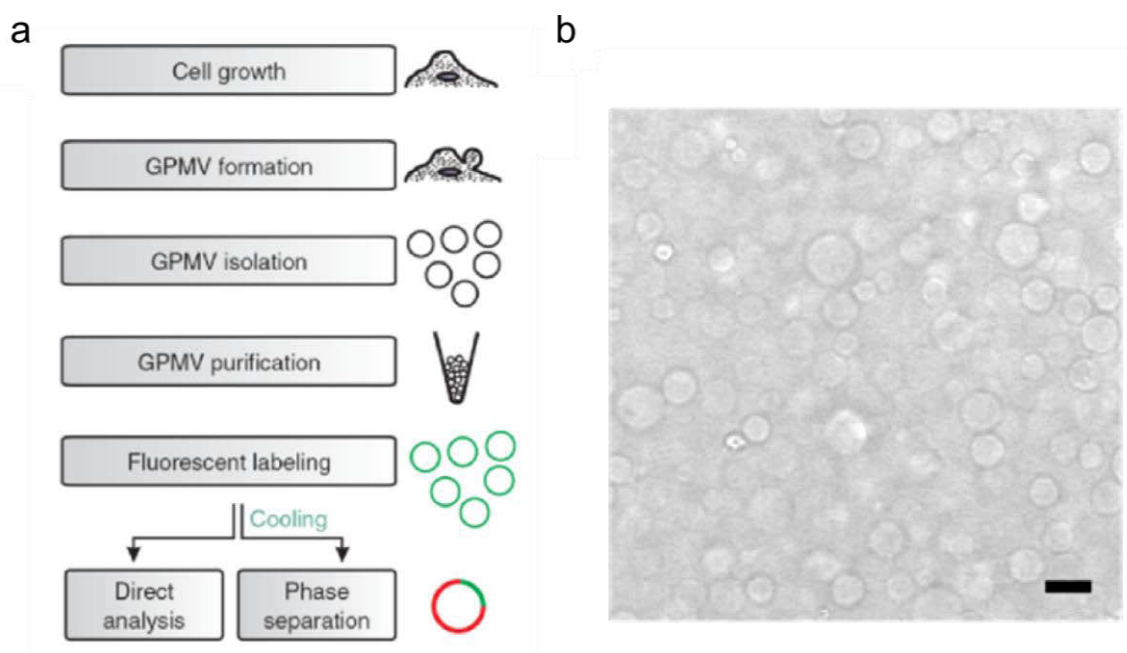 a
Cell growth
GPMV formation
GPMV isolation
GPMV purification
Fluorescent labeling
Cooling
Direct
analysis
Phase
separation
b